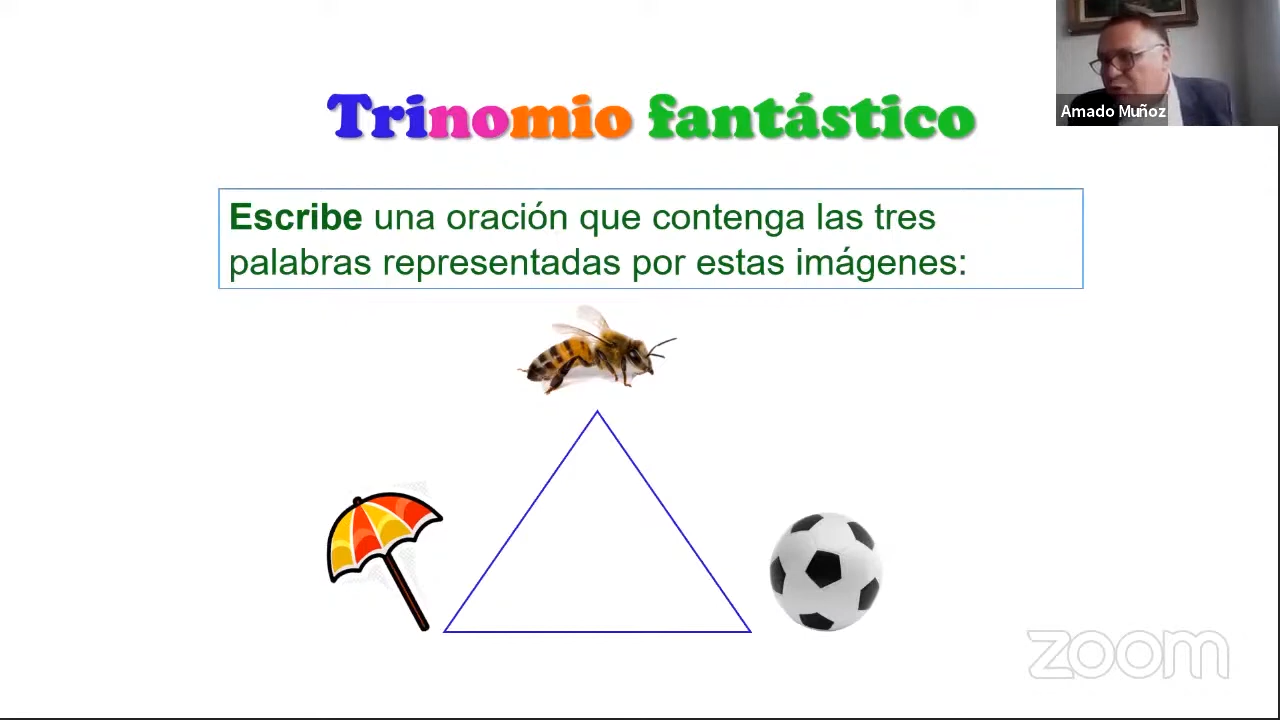 Amado Muñoz
Trinomio fantástico
Escribe una oración que contenga las tres
palabras representadas por estas imágenes:
zoom